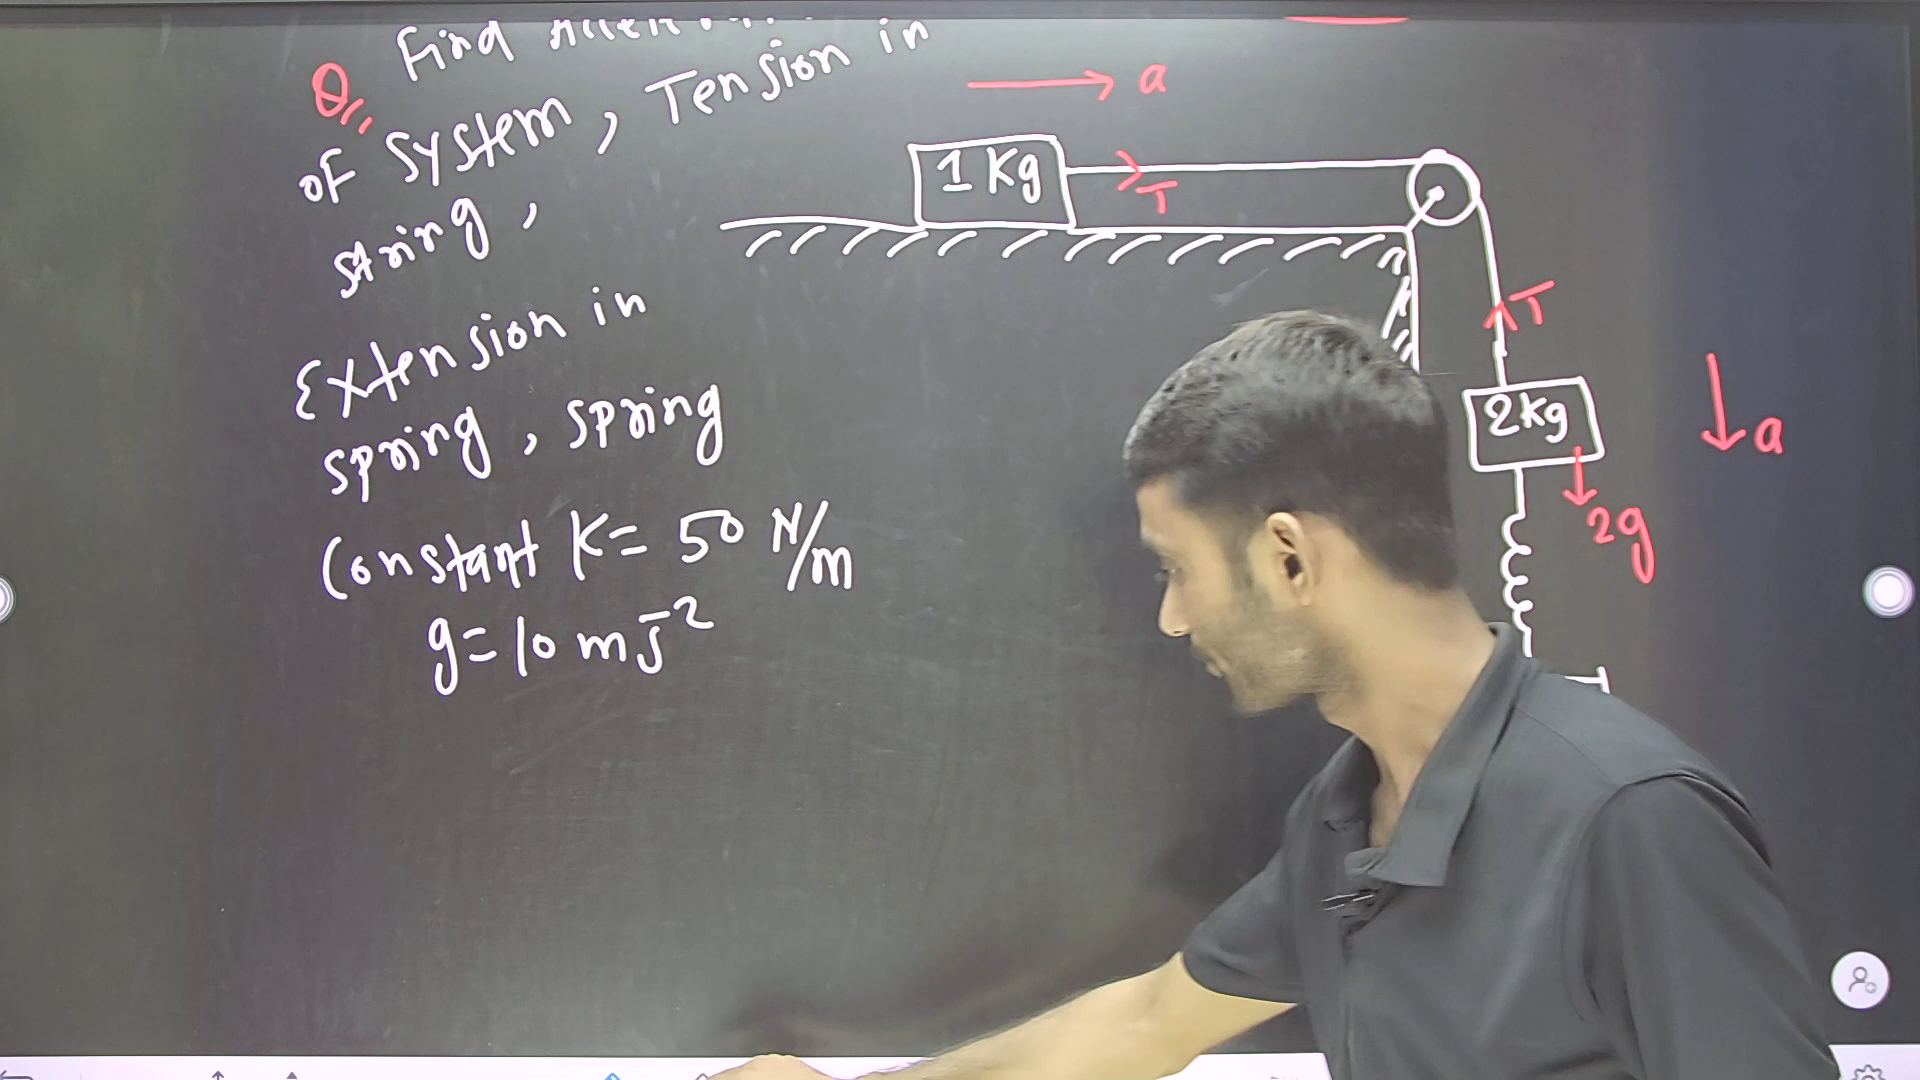 Q Find
of System, Tension in
string,
Extension in
spring, spring
Constant K= 50 N/m
g=10 ms̄²
→ a
1 Kg
T
T
2kg
a
2g